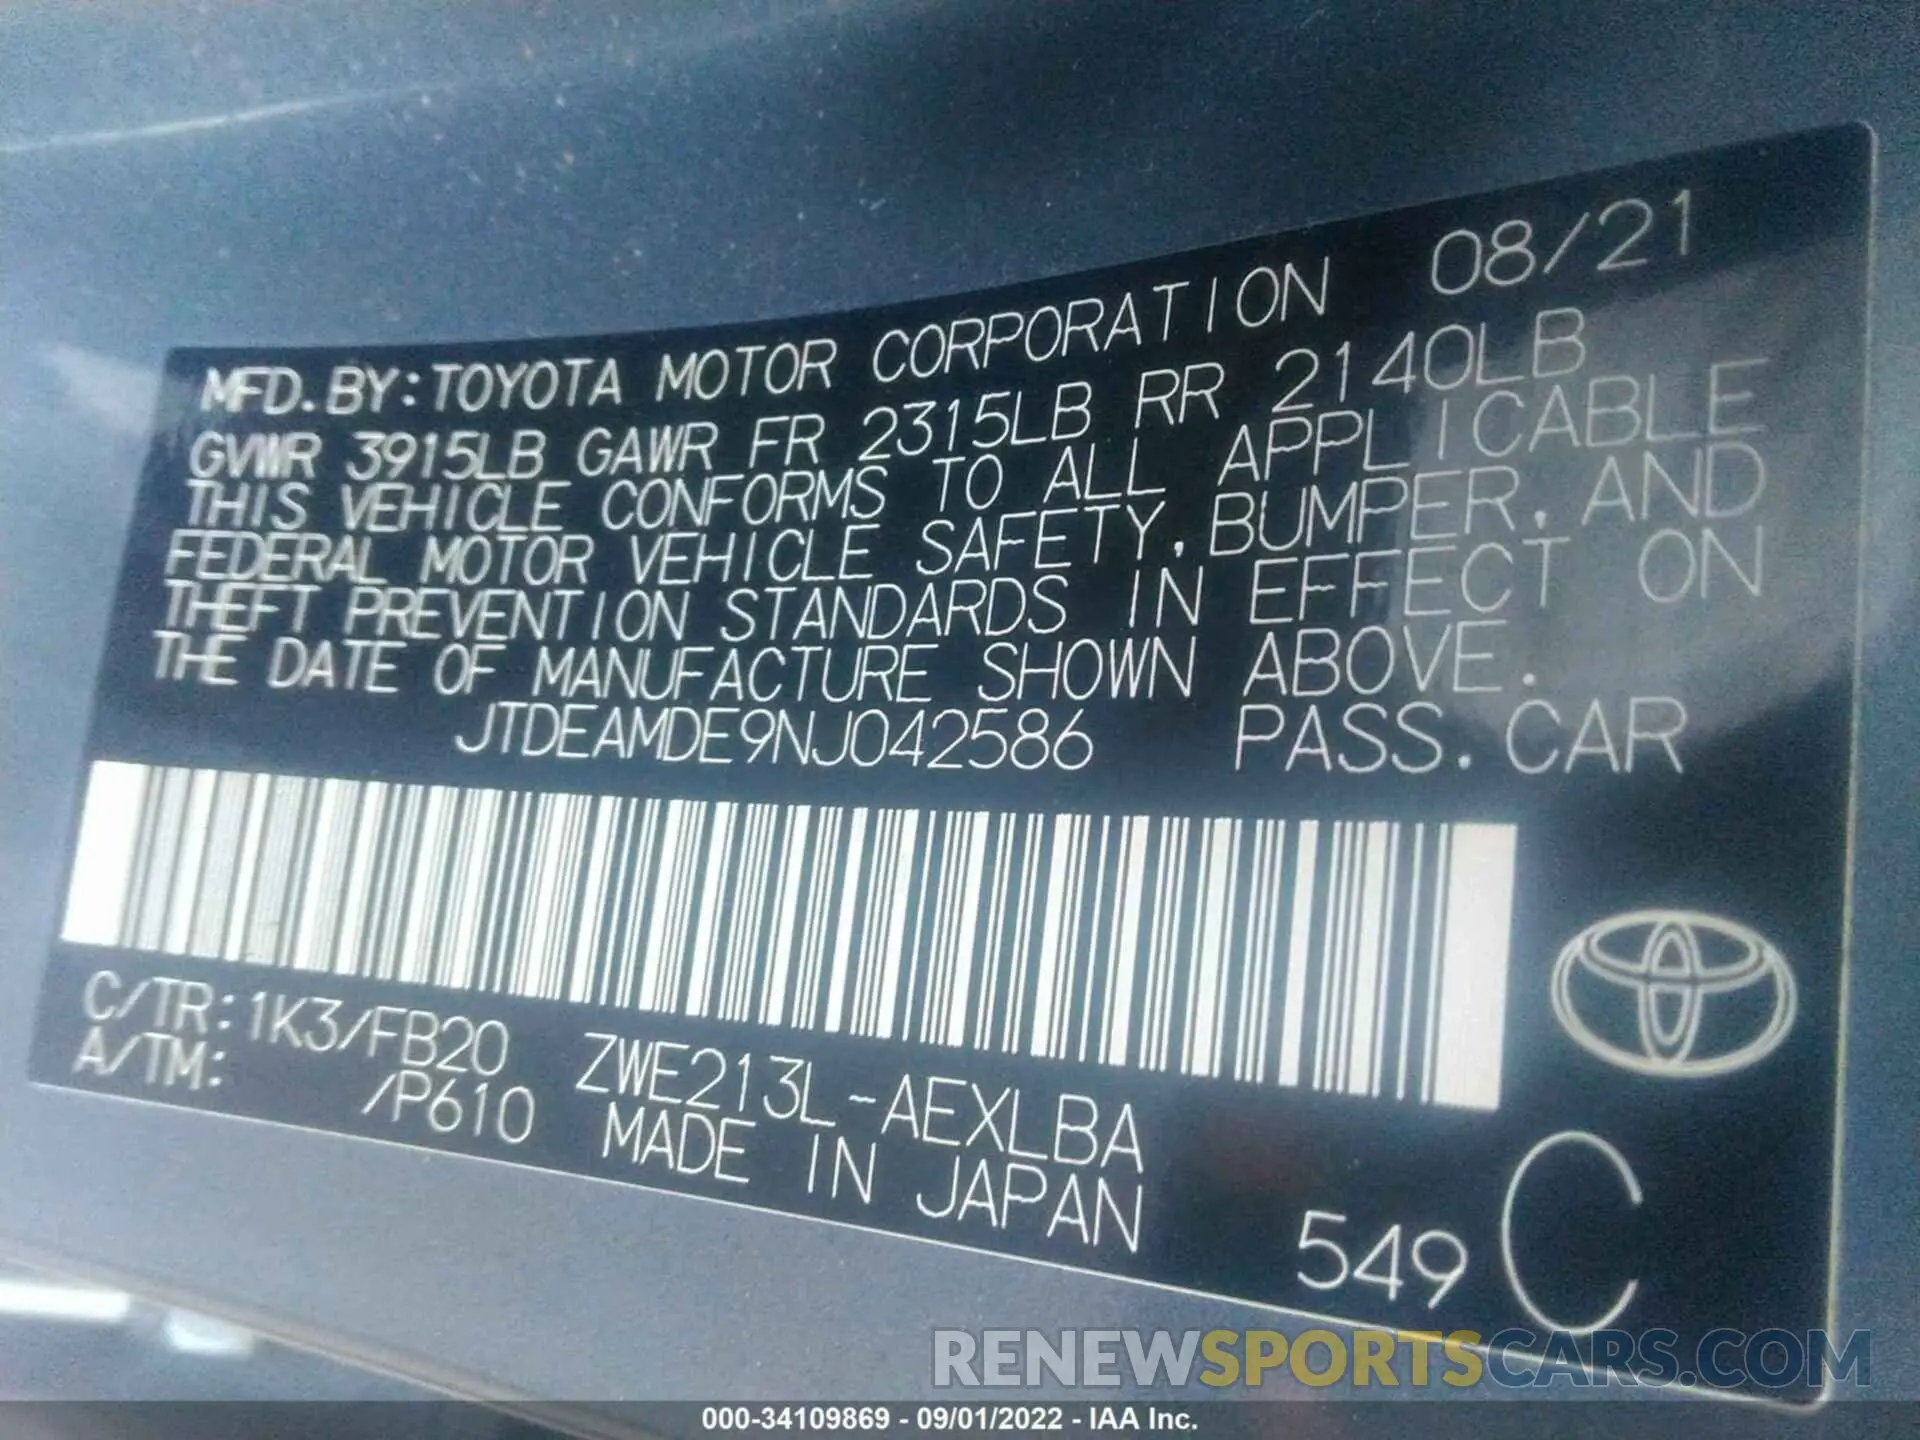 MFD.BY:TOYOTA MOTOR CORPORATION 08/21
GVWR 3915LB GAWR FR 2315LB RR 2140LB
THIS VEHICLE CONFORMS TO ALL APPLICABLE
FEDERAL MOTOR VEHICLE SAFETY,BUMPER,AND
THEFT PREVENTION STANDARDS IN EFFECT ON
THE DATE OF MANUFACTURE SHOWN ABOVE.
JTDEAMDE9NJ042586 PASS.CAR
C/TR:1K3/FB20 ZWE213L-AEXLBA
A/TM: /P610 MADE IN JAPAN
549 C
RENEWSPORTSCARS.COM
000-34109869 - 09/01/2022 - IAA Inc.